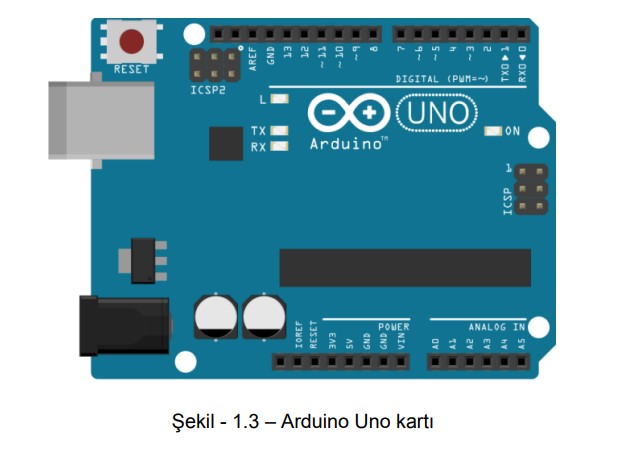 RESET
ICSP2
AREF
GND
13
12
~11
~10
~9
8
7
~6
~5
4
~3
2
TX0▶1
RX0◀0
DIGITAL (PWM=~)
L
TX
RX
UNO
Arduino™
ON
1
ICSP
POWER
ANALOG IN
IOREF
RESET
3V3
5V
GND
GND
VIN
A0
A1
A2
A3
A4
A5
Şekil - 1.3 – Arduino Uno kartı